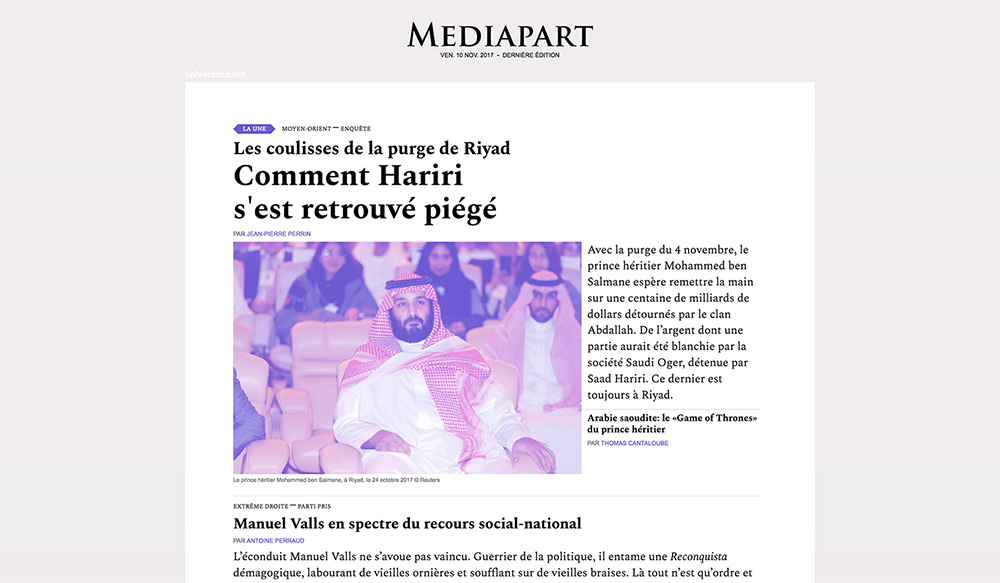 MEDIAPART
VEN. 10 NOV. 2017 – DERNIÈRE ÉDITION
nolwennmaudet
LA UNE MOYEN-ORIENT — ENQUÊTE
Les coulisses de la purge de Riyad
Comment Hariri
s'est retrouvé piégé
PAR JEAN-PIERRE PERRIN
Avec la purge du 4 novembre, le
prince héritier Mohammed ben
Salmane espère remettre la main
sur une centaine de milliards de
dollars détournés par le clan
Abdallah. De l’argent dont une
partie aurait été blanchie par la
société Saudi Oger, détenue par
Saad Hariri. Ce dernier est
toujours à Riyad.
Arabie saoudite: le «Game of Thrones»
du prince héritier
PAR THOMAS CANTALOUBE
Le prince héritier Mohammed ben Salmane, à Riyad, le 24 octobre 2017 © Reuters
EXTRÊME DROITE — PARTI PRIS
Manuel Valls en spectre du recours social-national
PAR ANTOINE PERRAUD
L’éconduit Manuel Valls ne s’avoue pas vaincu. Guerrier de la politique, il entame une Reconquista
démagogique, labourant de vieilles ornières et soufflant sur de vieilles braises. Là tout n’est qu’ordre et